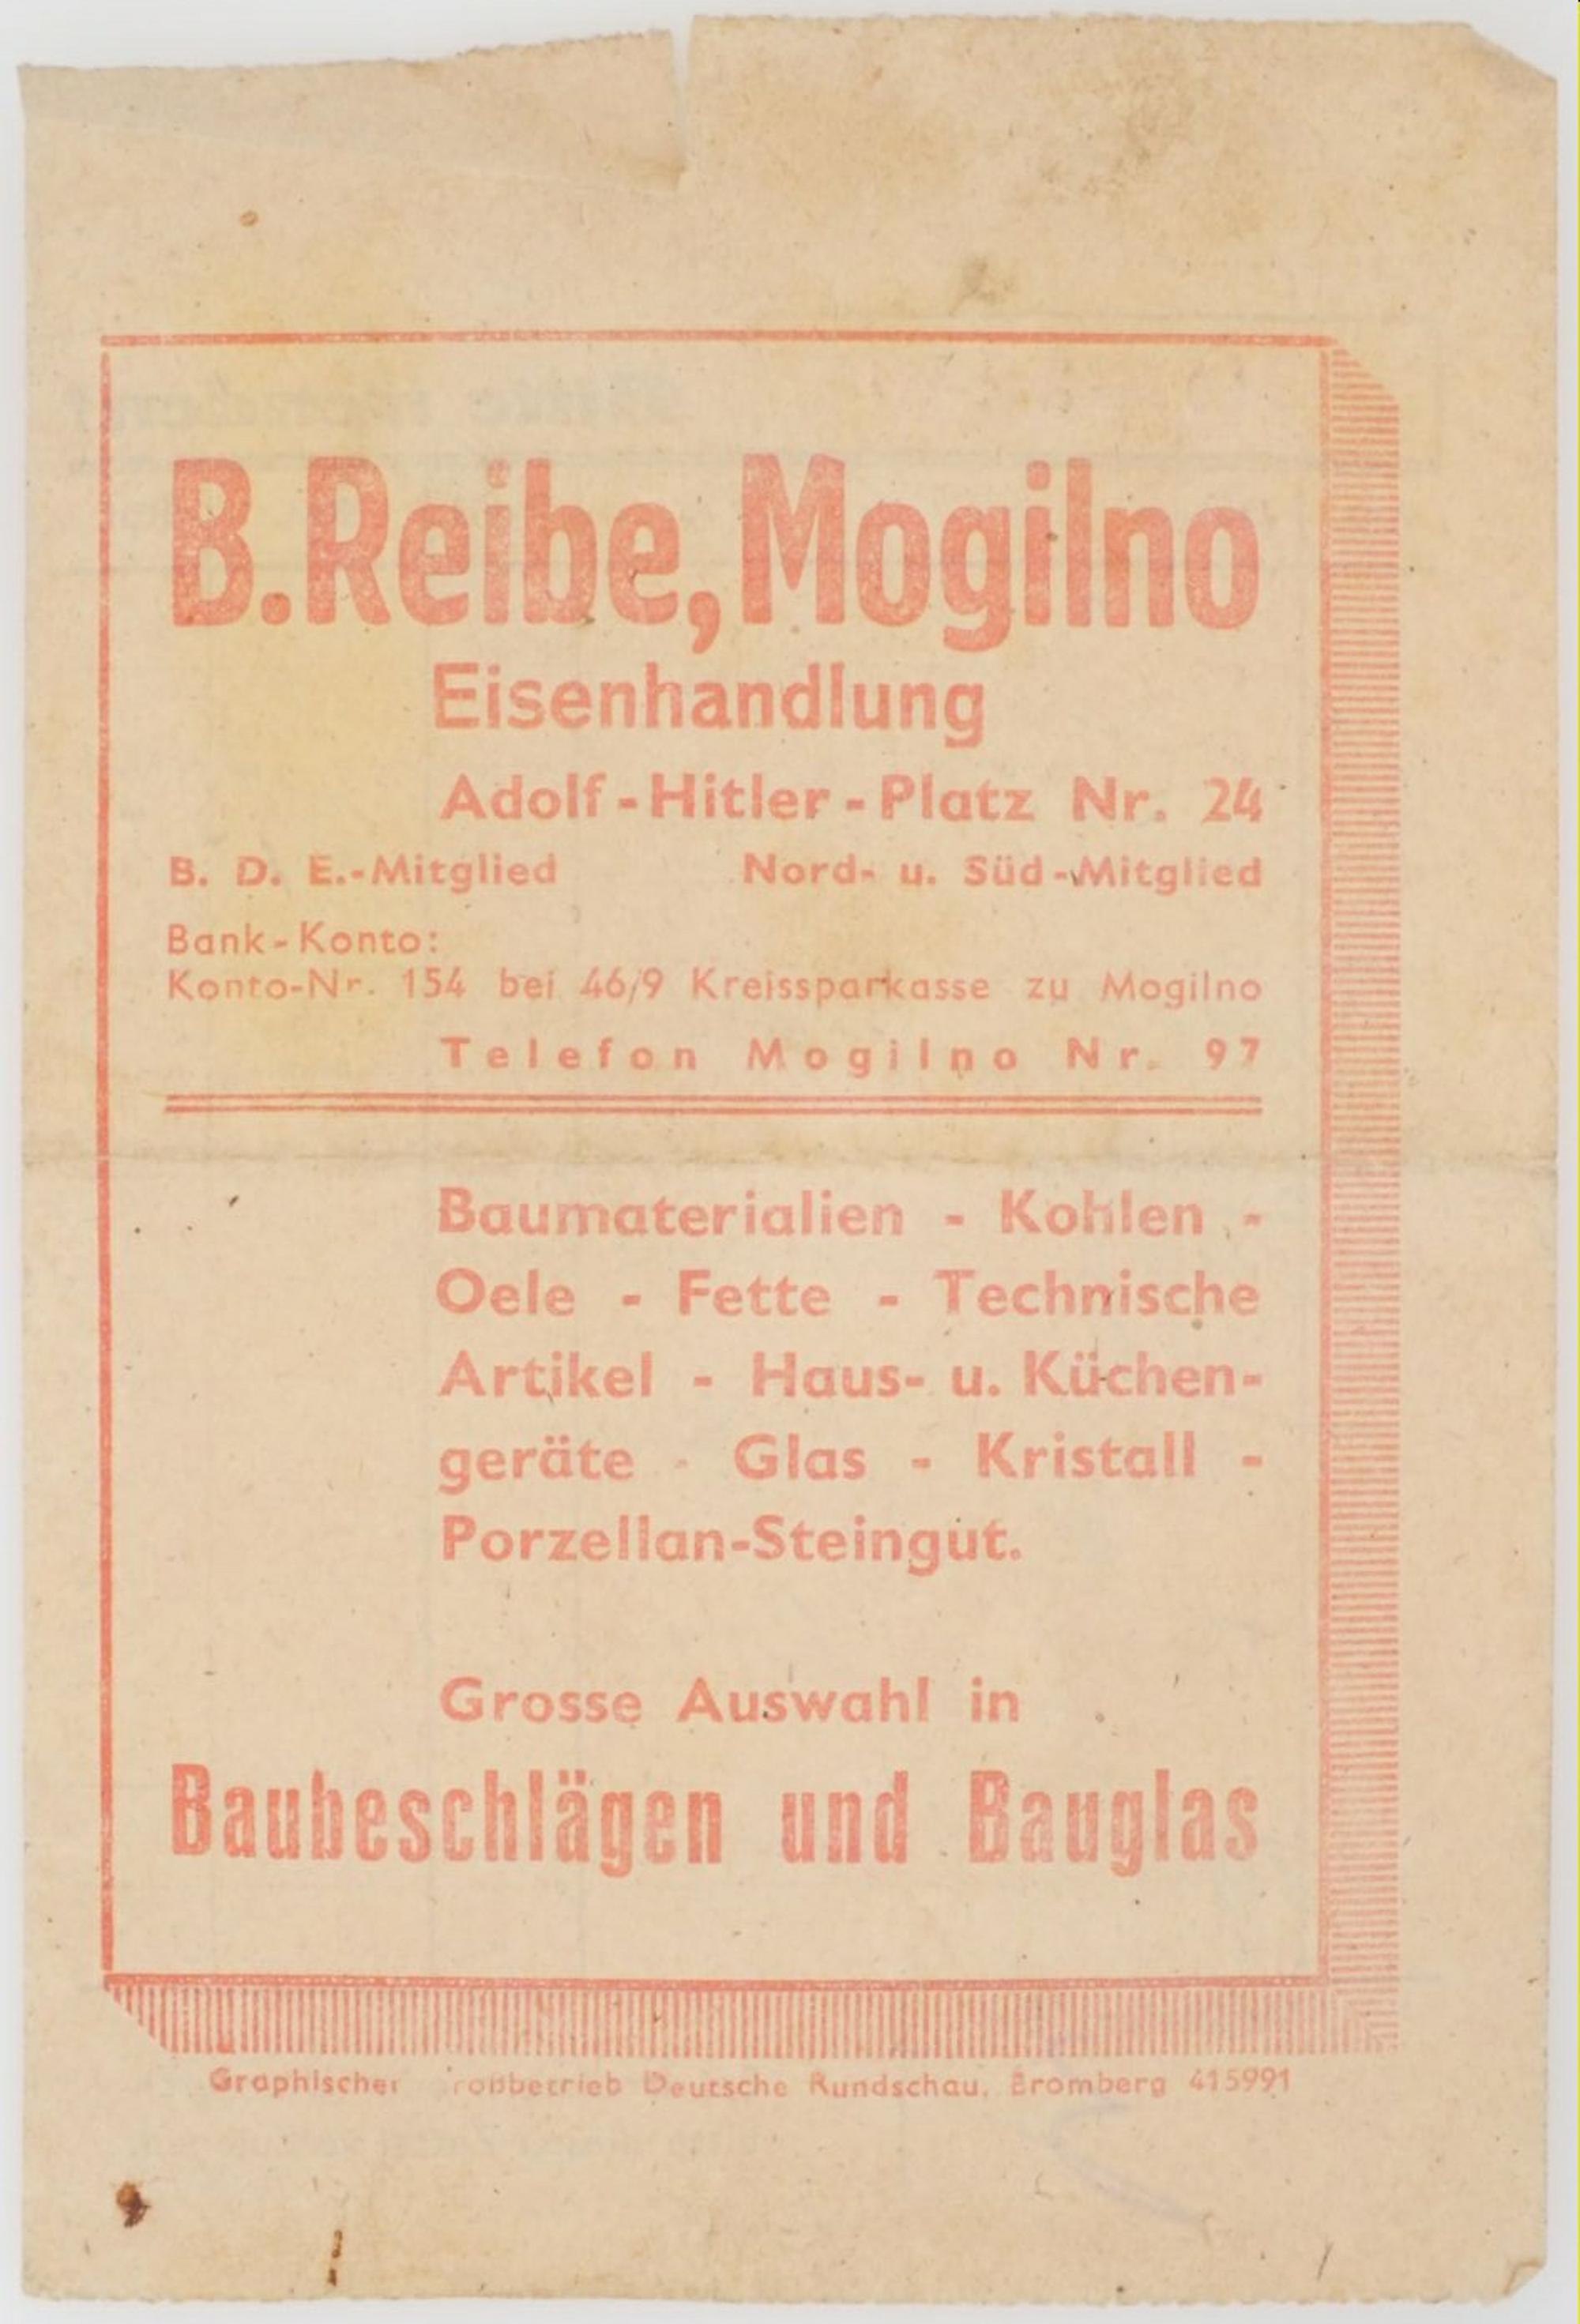 B. Reibe, Mogilno
Eisenhandlung
Adolf-Hitler-Platz Nr. 24
B. D. E.-Mitglied Nord- u. Süd-Mitglied
Bank-Konto:
Konto-Nr. 154 bei 46/9 Kreissparkasse zu Mogilno
Telefon Mogilno Nr. 97
Baumaterialien - Kohlen -
Oele - Fette - Technische
Artikel - Haus- u. Küchen-
geräte - Glas - Kristall -
Porzellan-Steingut.
Grosse Auswahl in
Baubeschlägen und Bauglas
Graphischer Deutsche Rundschau, Bromberg 415991